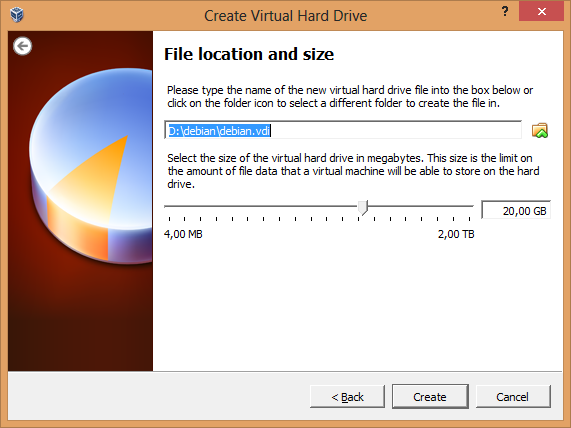 Create Virtual Hard Drive
?
File location and size
Please type the name of the new virtual hard drive file into the box below or
click on the folder icon to select a different folder to create the file in.
D:\debian\debian.vdi
Select the size of the virtual hard drive in megabytes. This size is the limit on
the amount of file data that a virtual machine will be able to store on the hard
drive.
20,00 GB
4,00 MB 2,00 TB
< Back Create Cancel